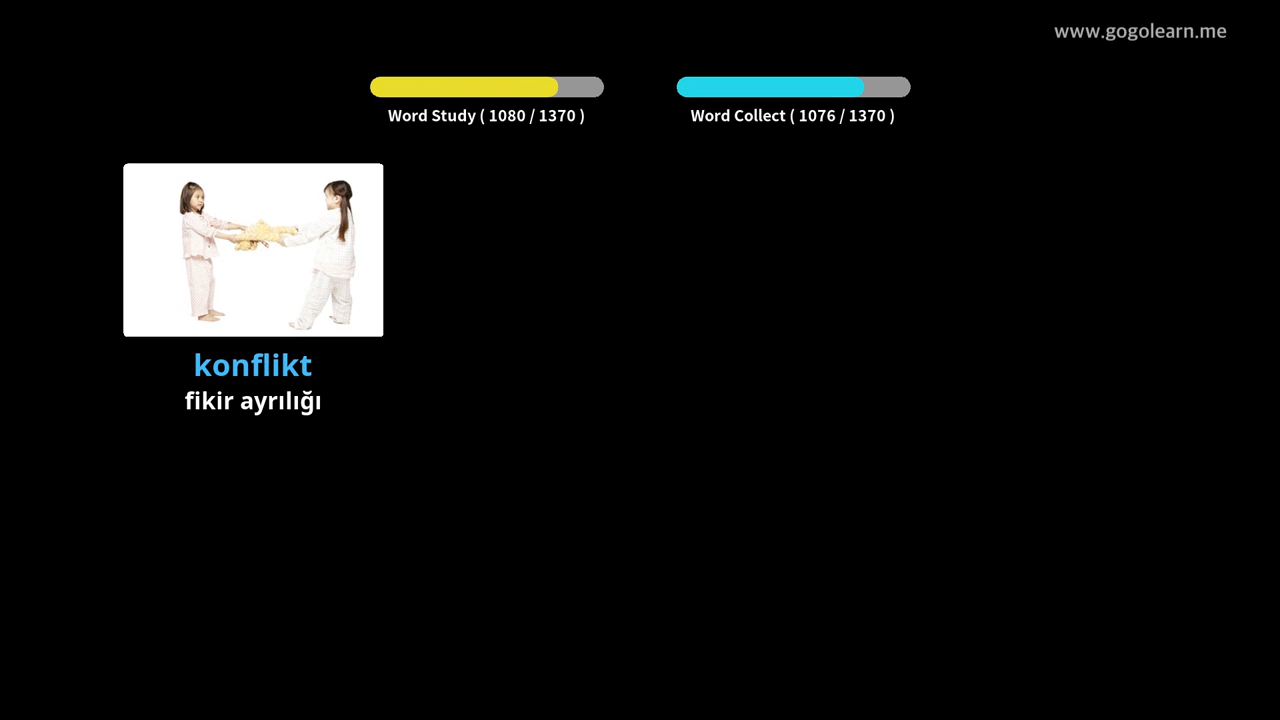 www.gogolearn.me
Word Study ( 1080 / 1370 )
Word Collect ( 1076 / 1370 )
konflikt
fikir ayrılığı